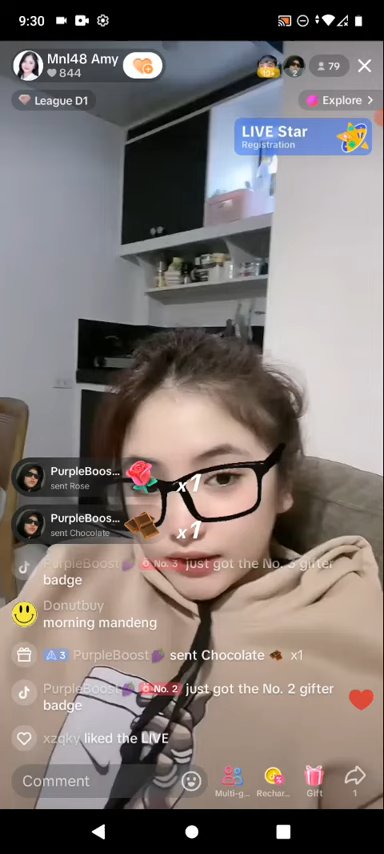 9:30
Mnl48 Amy
844
79
League D1
Explore >
LIVE Star
Registration
PurpleBoos...
sent Rose
x1
PurpleBoos...
sent Chocolate
x1
PurpleBoost No. 3 just got the No. 3 gifter
badge
Donutbuy
morning mandeng
3 PurpleBoost sent Chocolate x1
PurpleBoost No. 2 just got the No. 2 gifter
badge
xzqky liked the LIVE
Comment
Multi-g...
Rechar...
Gift
1